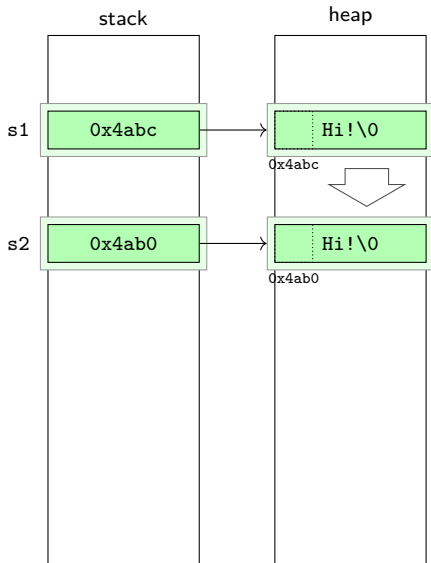 stack heap
s1 0x4abc Hi!\0
0x4abc
s2 0x4ab0 Hi!\0
0x4ab0